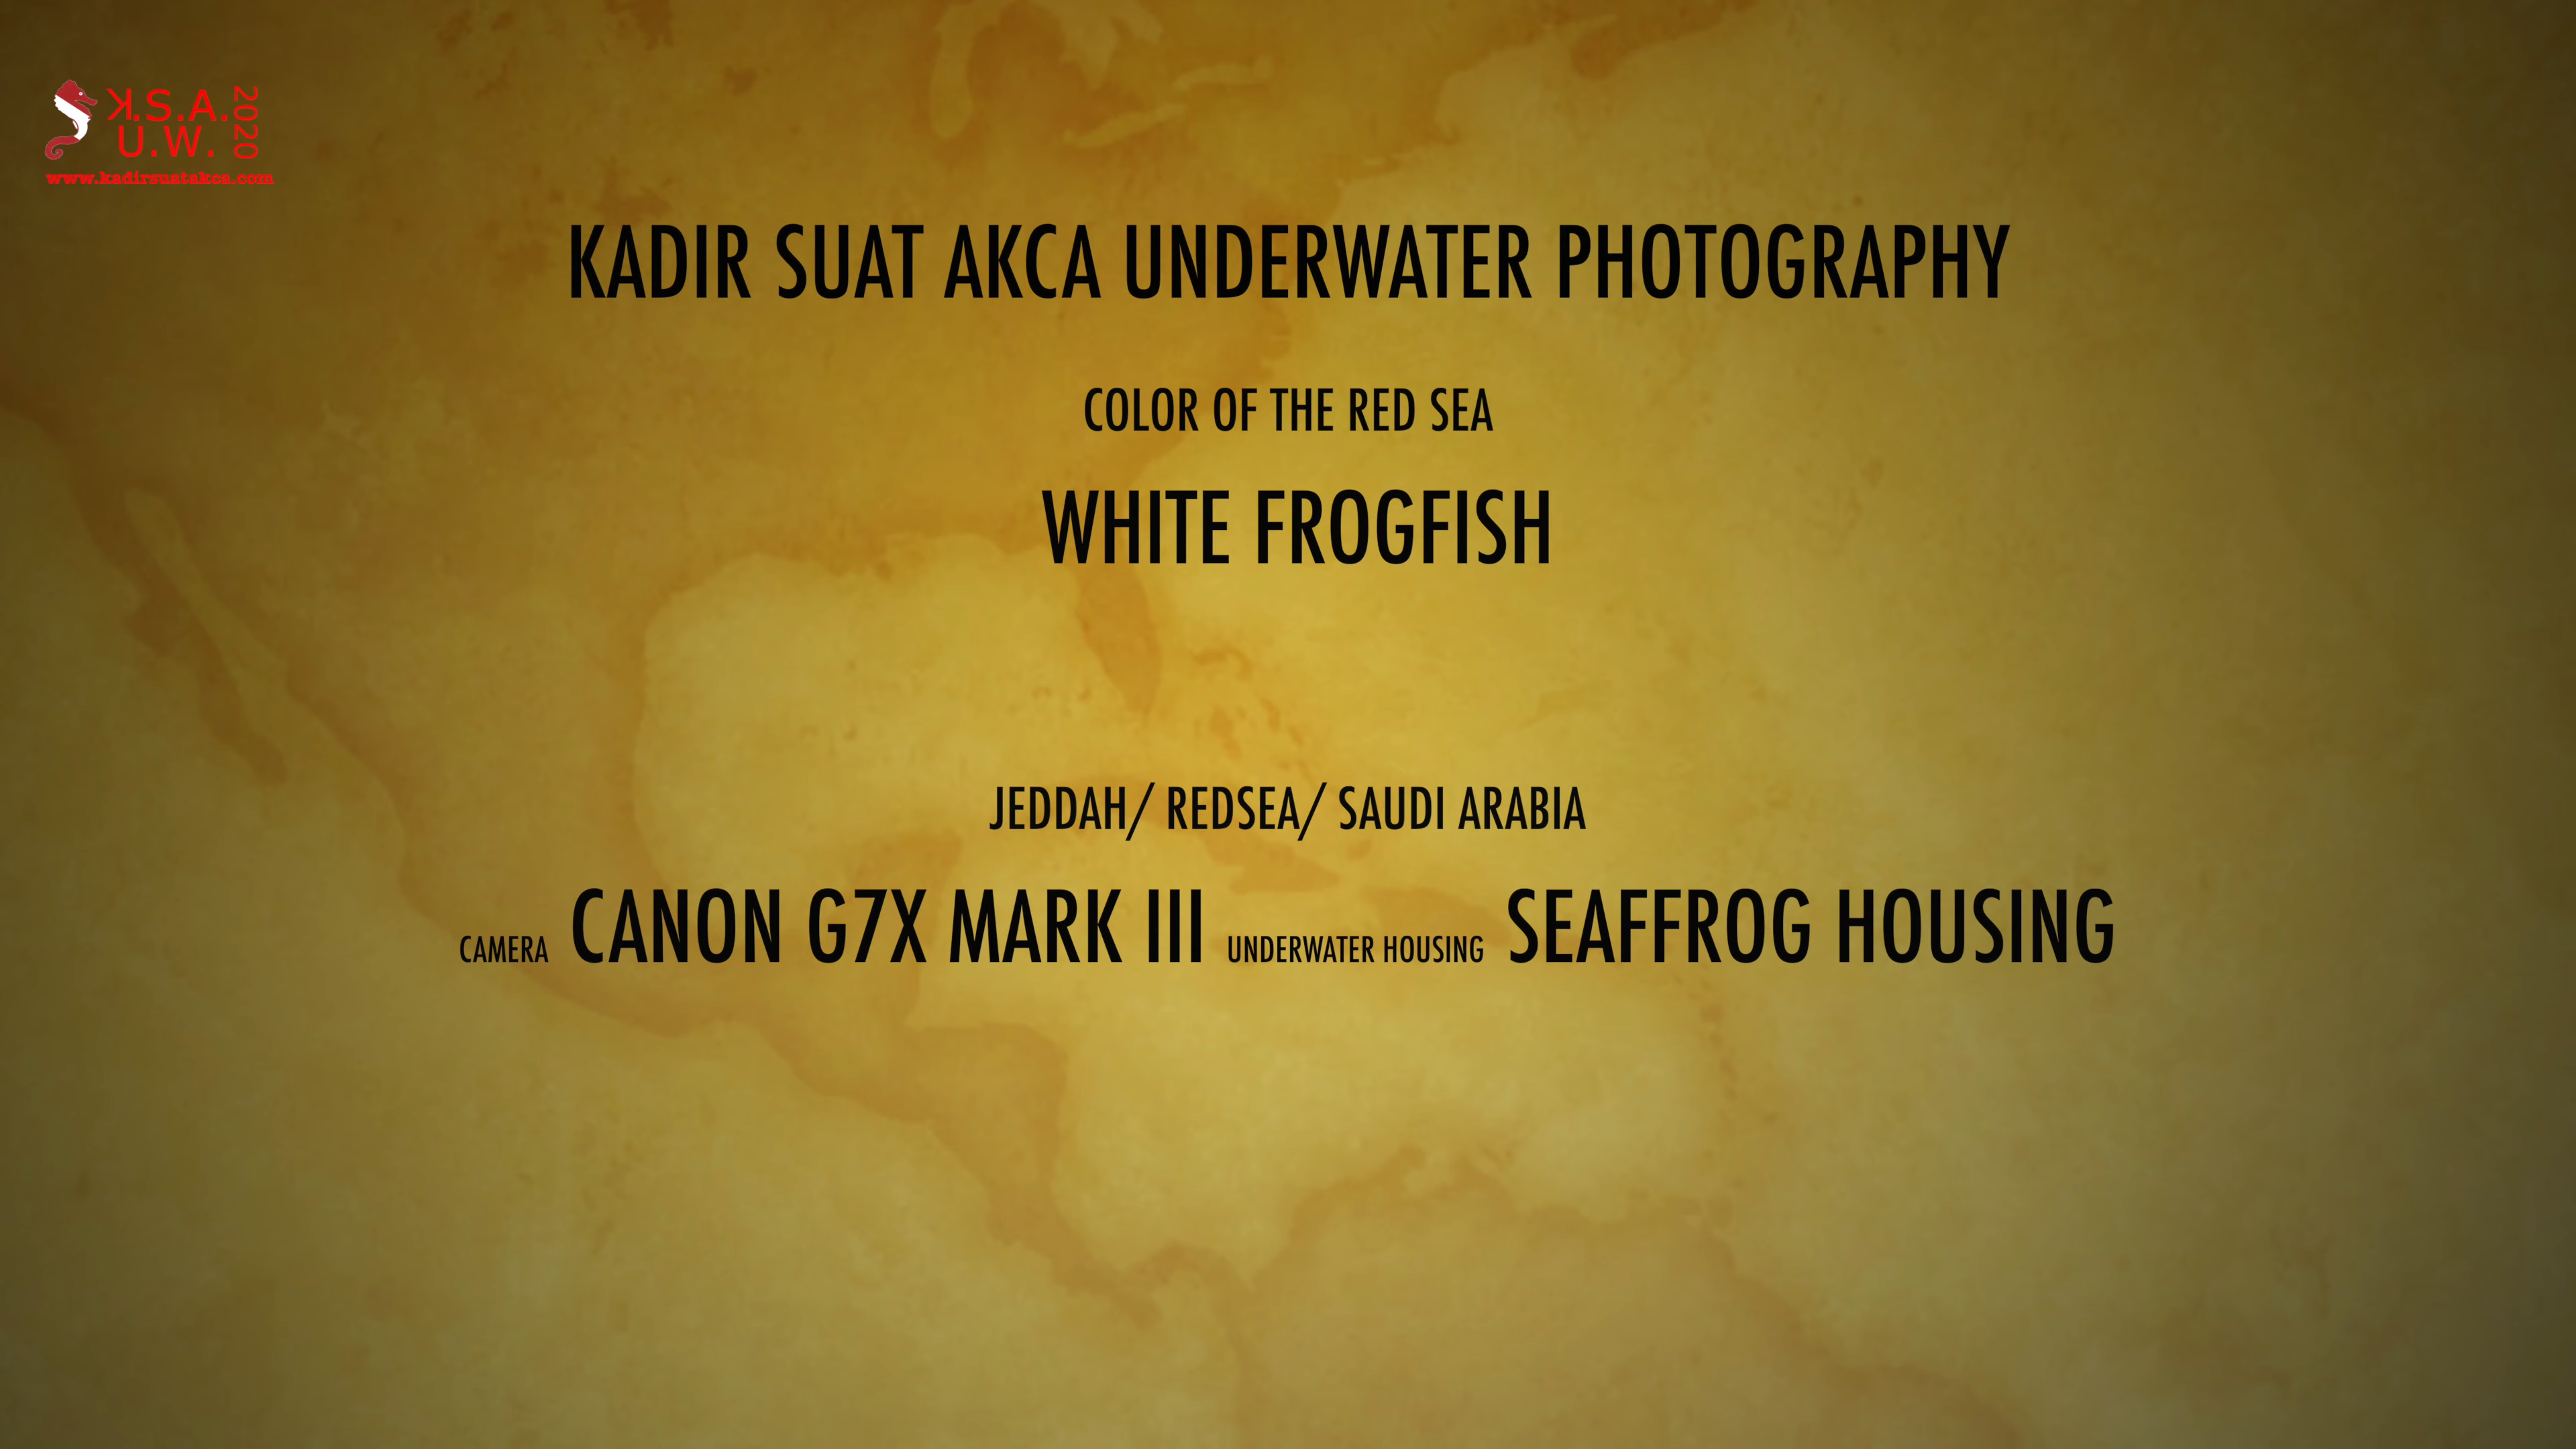 K.S.A. 2020
U.W.
www.kadirsuatakca.com
KADIR SUAT AKCA UNDERWATER PHOTOGRAPHY
COLOR OF THE RED SEA
WHITE FROGFISH
JEDDAH/ REDSEA/ SAUDI ARABIA
CAMERA CANON G7X MARK III UNDERWATER HOUSING SEAFFROG HOUSING